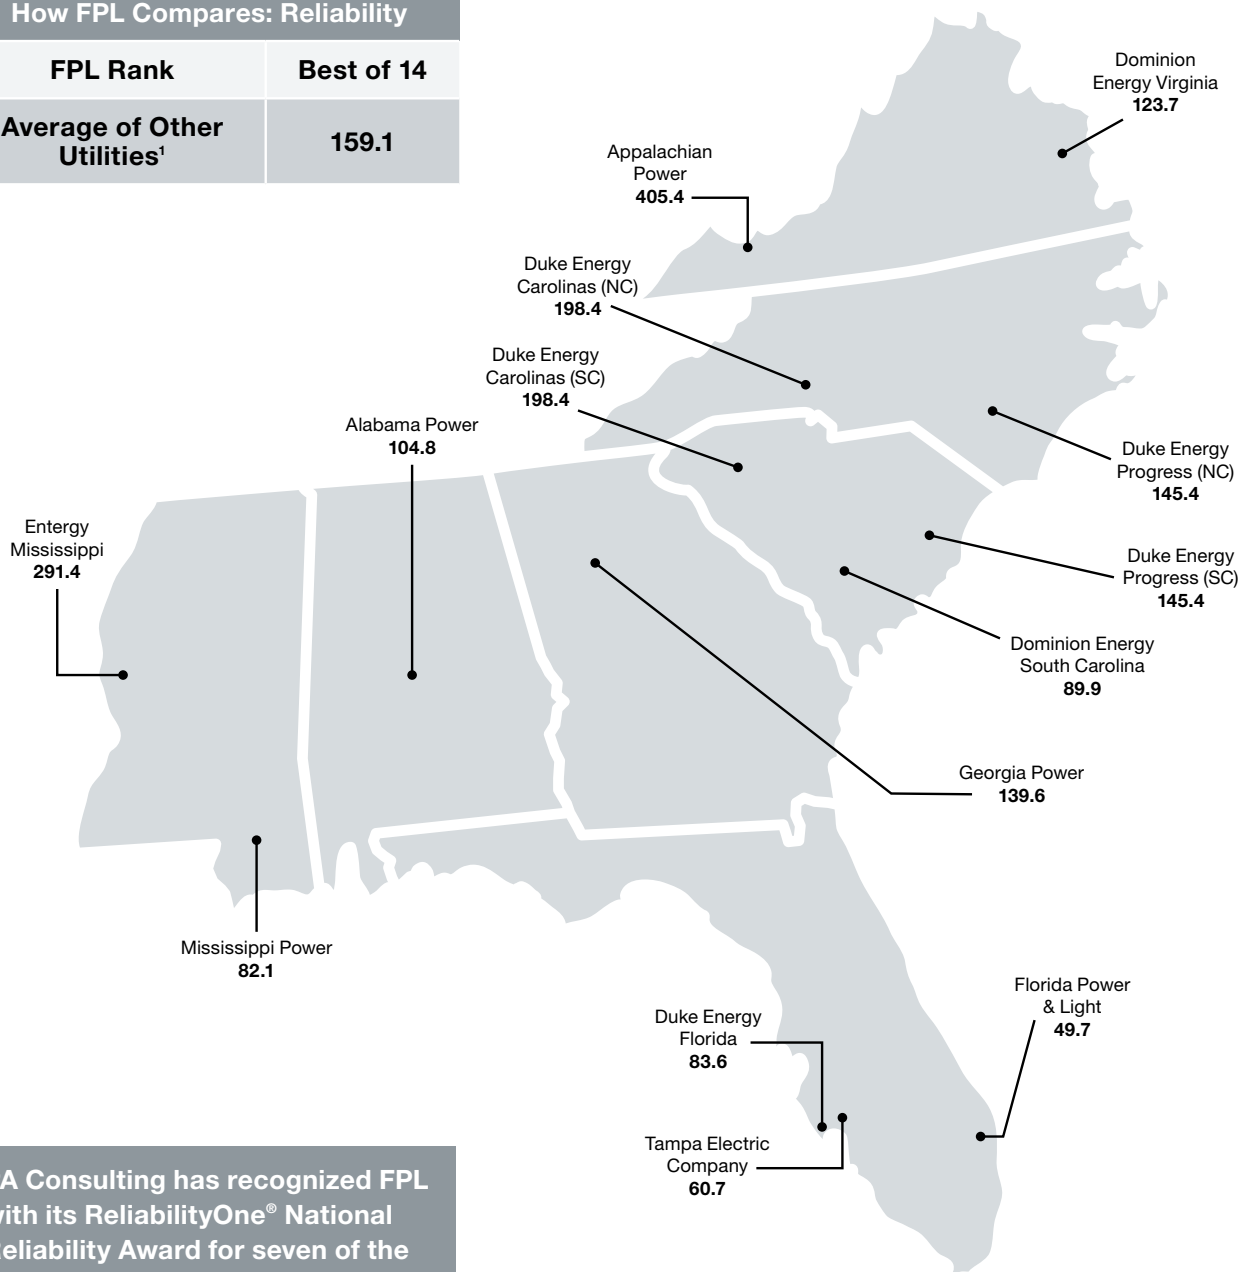 How FPL Compares: Reliability
FPL Rank
Best of 14
Average of Other
Utilities¹
159.1
Dominion
Energy Virginia
123.7
Appalachian
Power
405.4
Duke Energy
Carolinas (NC)
198.4
Duke Energy
Carolinas (SC)
198.4
Alabama Power
104.8
Duke Energy
Progress (NC)
145.4
Entergy
Mississippi
291.4
Duke Energy
Progress (SC)
145.4
Dominion Energy
South Carolina
89.9
Georgia Power
139.6
Mississippi Power
82.1
Florida Power
& Light
49.7
Duke Energy
Florida
83.6
Tampa Electric
Company
60.7
A Consulting has recognized FPL
with its ReliabilityOne® National
Reliability Award for seven of the